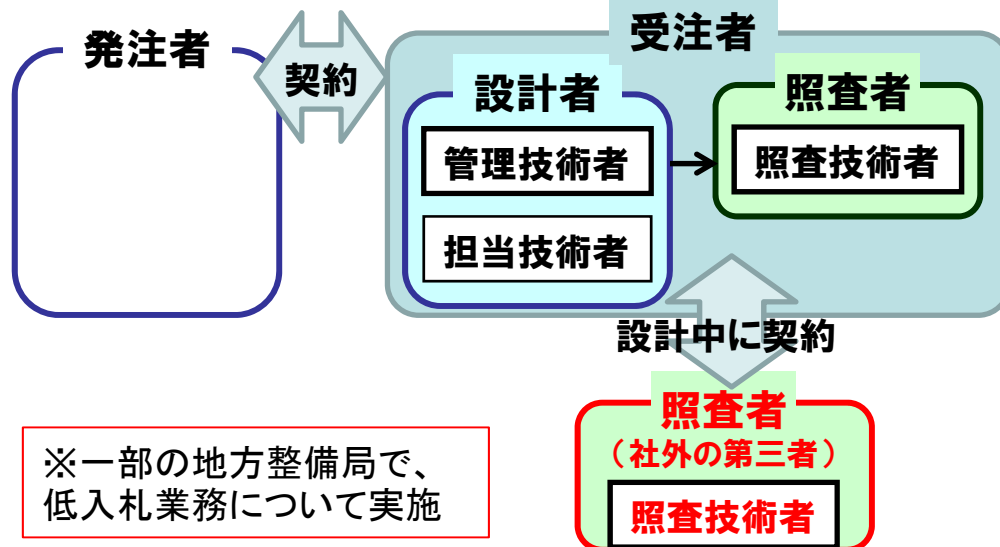 発注者
契約
受注者
設計者
管理技術者
担当技術者
照査者
照査技術者
設計中に契約
照査者
（社外の第三者）
照査技術者
※一部の地方整備局で、
低入札業務について実施